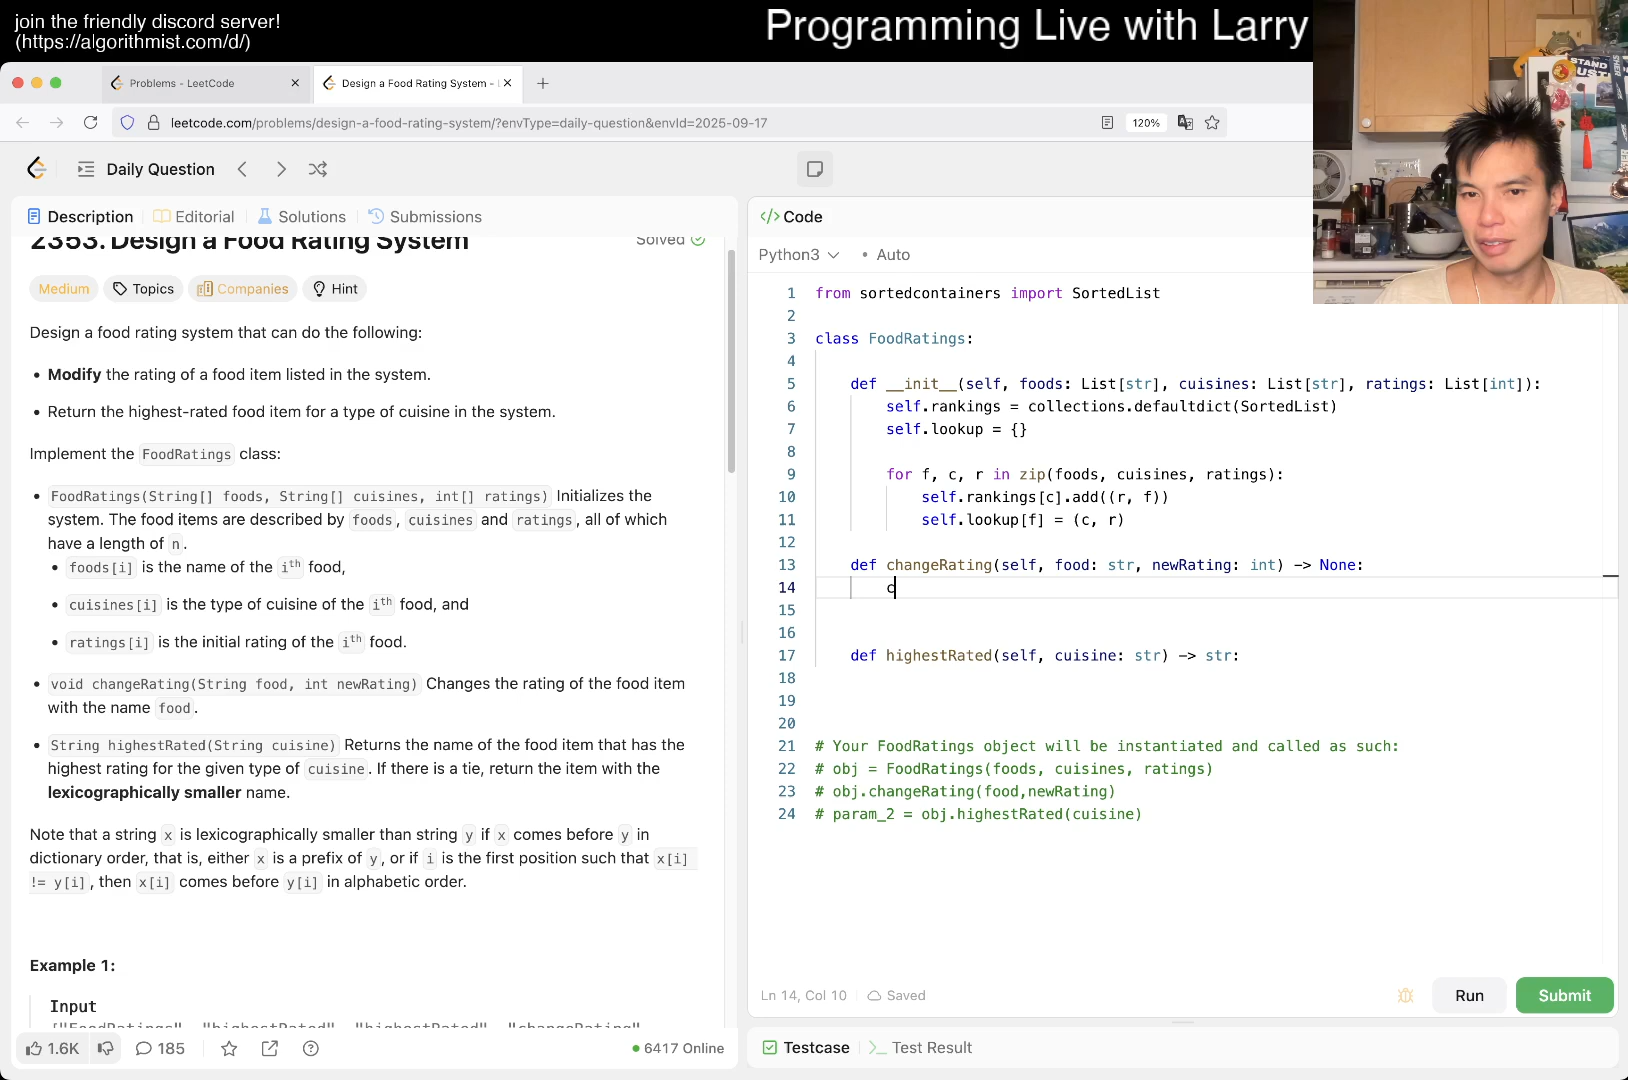 join the friendly discord server!
(https://algorithmist.com/d/)
Programming Live with Larry
Problems - LeetCode
Design a Food Rating System - L
leetcode.com/problems/design-a-food-rating-system/?envType=daily-question&envId=2025-09-17
120%
Daily Question
Description
Editorial
Solutions
Submissions
2353. Design a Food Rating System
Solved
Medium
Topics
Companies
Hint
Design a food rating system that can do the following:
• Modify the rating of a food item listed in the system.
• Return the highest-rated food item for a type of cuisine in the system.
Implement the FoodRatings class:
• FoodRatings(String[] foods, String[] cuisines, int[] ratings) Initializes the
system. The food items are described by foods, cuisines and ratings, all of which
have a length of n.
• foods[i] is the name of the ith food,
• cuisines[i] is the type of cuisine of the ith food, and
• ratings[i] is the initial rating of the ith food.
• void changeRating(String food, int newRating) Changes the rating of the food item
with the name food.
• String highestRated(String cuisine) Returns the name of the food item that has the
highest rating for the given type of cuisine. If there is a tie, return the item with the
lexicographically smaller name.
Note that a string x is lexicographically smaller than string y if x comes before y in
dictionary order, that is, either x is a prefix of y, or if i is the first position such that x[i]
!= y[i], then x[i] comes before y[i] in alphabetic order.
Example 1:
Input
["FoodRatings", "highestRated", "highestRated", "changeRating",
1.6K
185
6417 Online
</> Code
Python3
• Auto
1 from sortedcontainers import SortedList
2
3 class FoodRatings:
4
5 def __init__(self, foods: List[str], cuisines: List[str], ratings: List[int]):
6 self.rankings = collections.defaultdict(SortedList)
7 self.lookup = {}
8
9 for f, c, r in zip(foods, cuisines, ratings):
10 self.rankings[c].add((r, f))
11 self.lookup[f] = (c, r)
12
13 def changeRating(self, food: str, newRating: int) -> None:
14 c
15
16
17 def highestRated(self, cuisine: str) -> str:
18
19
20
21 # Your FoodRatings object will be instantiated and called as such:
22 # obj = FoodRatings(foods, cuisines, ratings)
23 # obj.changeRating(food,newRating)
24 # param_2 = obj.highestRated(cuisine)
Ln 14, Col 10
Saved
Run
Submit
Testcase
Test Result
STAND